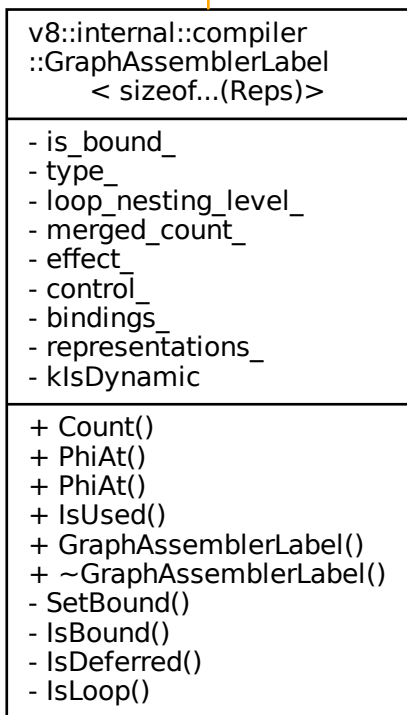 v8::internal::compiler
::GraphAssemblerLabel
< sizeof...(Reps)>
- is_bound_
- type_
- loop_nesting_level_
- merged_count_
- effect_
- control_
- bindings_
- representations_
- kIsDynamic
+ Count()
+ PhiAt()
+ PhiAt()
+ IsUsed()
+ GraphAssemblerLabel()
+ ~GraphAssemblerLabel()
- SetBound()
- IsBound()
- IsDeferred()
- IsLoop()